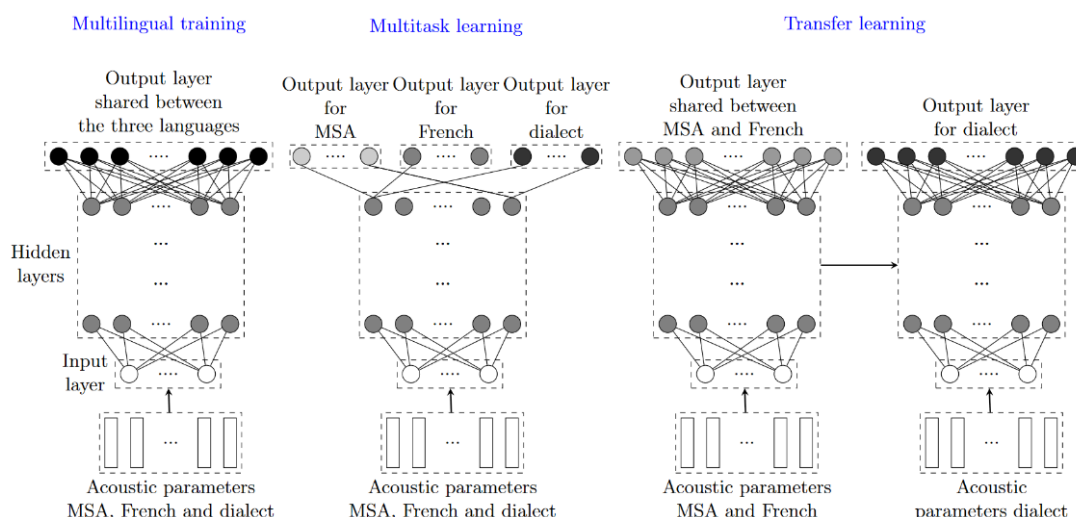 Multilingual training
Multitask learning
Transfer learning
Output layer
shared between
the three languages
Output layer
for
MSA
Output layer
for
French
Output layer
for
dialect
Output layer
shared between
MSA and French
Output layer
for dialect
....
....
....
....
....
....
....
....
....
....
...
...
...
...
Hidden
layers
...
...
...
...
....
....
....
....
Input
layer
....
....
....
....
...
...
...
...
Acoustic parameters
MSA, French and dialect
Acoustic parameters
MSA, French and dialect
Acoustic parameters
MSA and French
Acoustic
parameters dialect